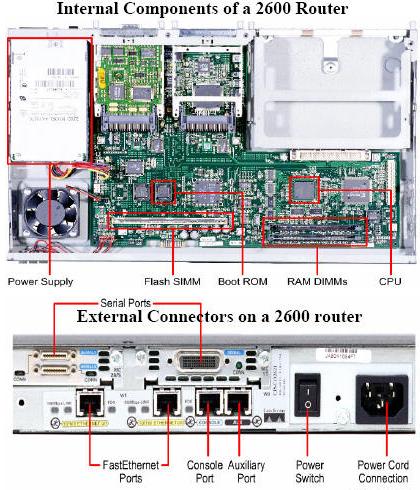 Internal Components of a 2600 Router
Power Supply
Flash SIMM
Boot ROM
RAM DIMMs
CPU
Serial Ports
External Connectors on a 2600 router
FastEthernet
Ports
Console
Port
Auxiliary
Port
Power
Switch
Power Cord
Connection